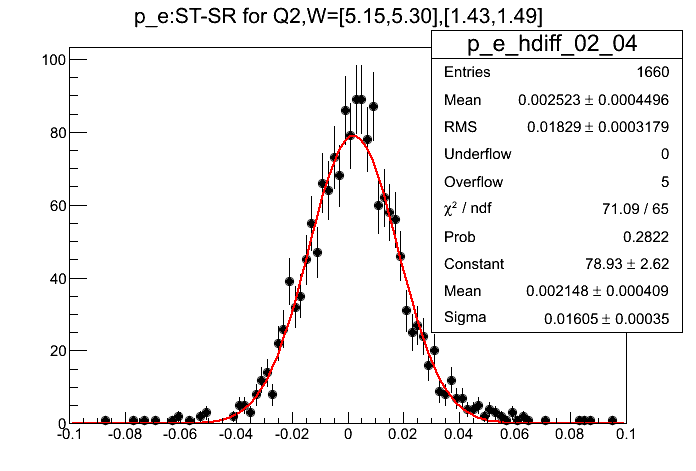 p_e:ST-SR for Q2,W=[5.15,5.30],[1.43,1.49]
p_e_hdiff_02_04
Entries 1660
Mean 0.002523 ± 0.0004496
RMS 0.01829 ± 0.0003179
Underflow 0
Overflow 5
χ² / ndf 71.09 / 65
Prob 0.2822
Constant 78.93 ± 2.62
Mean 0.002148 ± 0.000409
Sigma 0.01605 ± 0.00035
100
80
60
40
20
0
-0.1 -0.08 -0.06 -0.04 -0.02 0 0.02 0.04 0.06 0.08 0.1